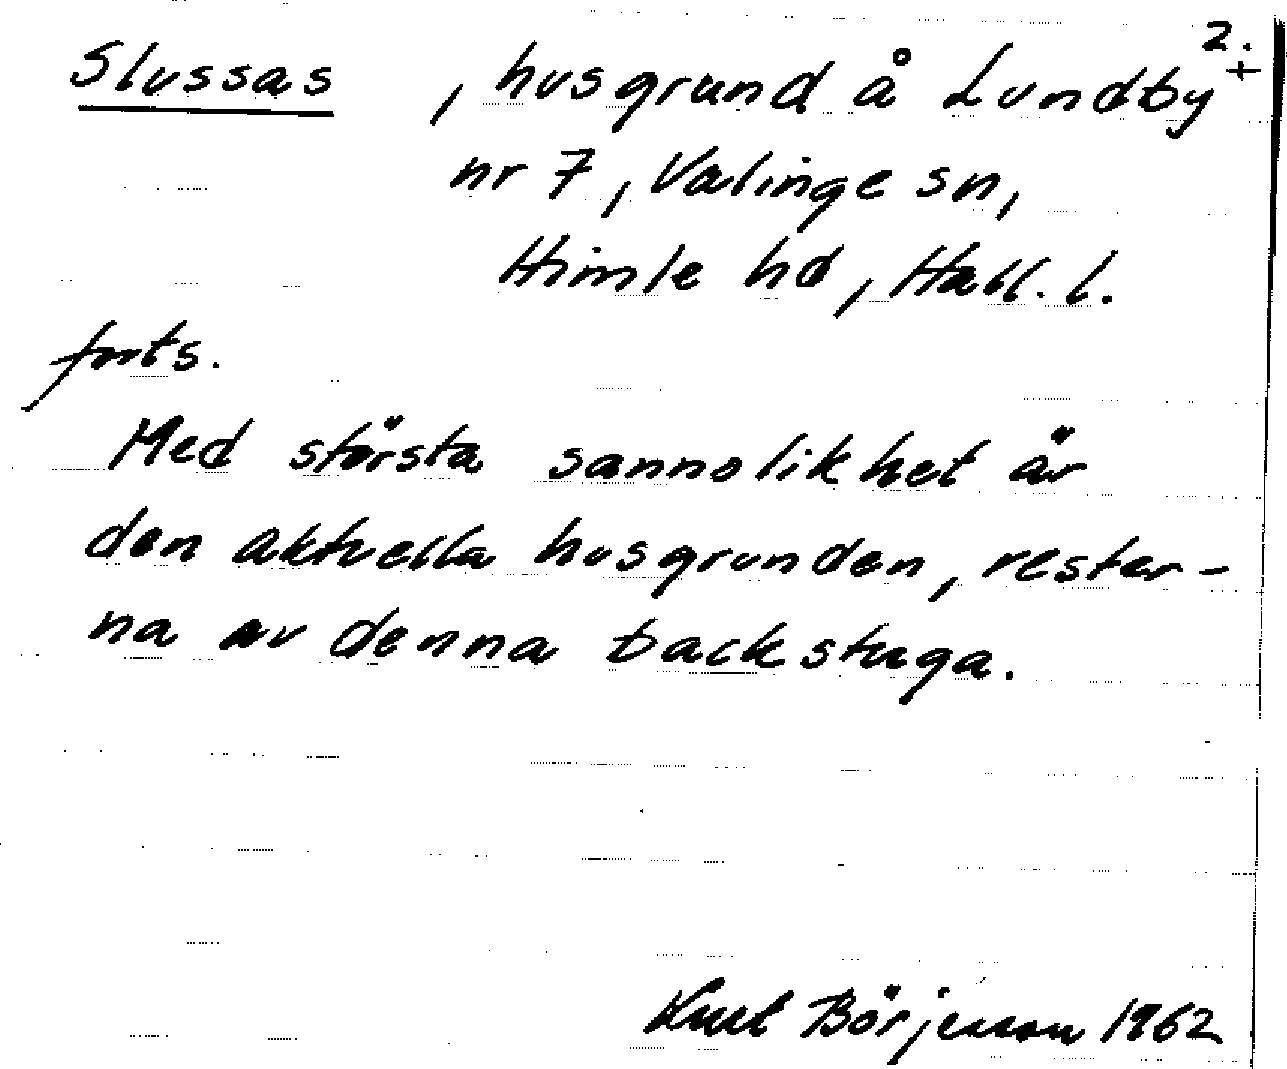 2.
+
Slussas , husgrund å Lundby
nr 7, Valinge sn,
Himle hd, Hall. l.
forts.
Med största sannolikhet är
den aktuella husgrunden, rester-
na av denna backstuga.
Knut Börjesson 1962